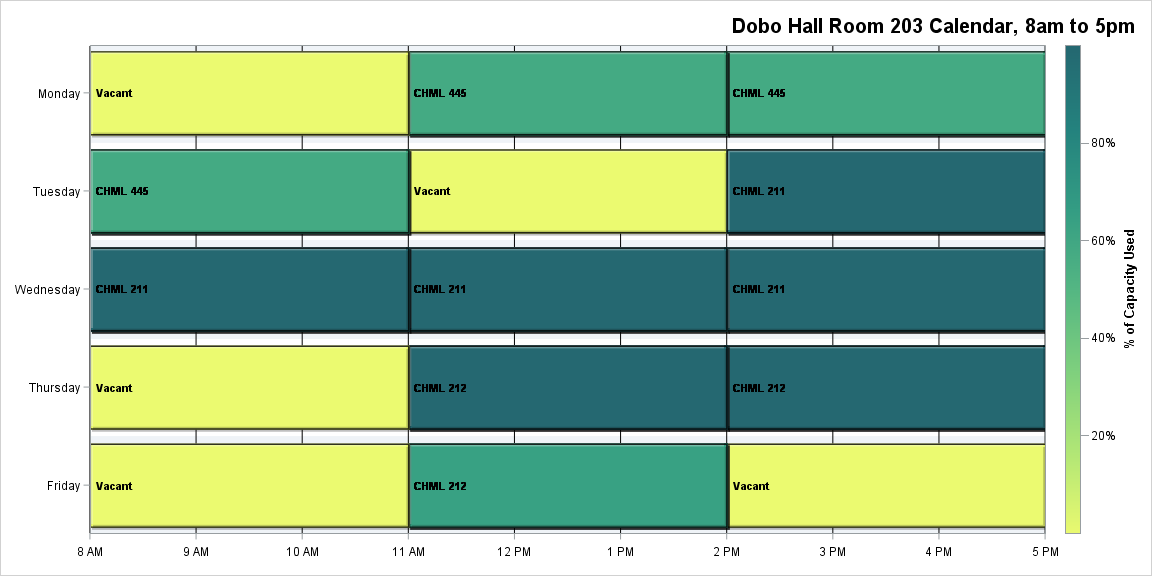 Dobo Hall Room 203 Calendar, 8am to 5pm
Monday
Vacant
CHML 445
CHML 445
Tuesday
CHML 445
Vacant
CHML 211
Wednesday
CHML 211
CHML 211
CHML 211
Thursday
Vacant
CHML 212
CHML 212
Friday
Vacant
CHML 212
Vacant
8 AM 9 AM 10 AM 11 AM 12 PM 1 PM 2 PM 3 PM 4 PM 5 PM
80%
60%
40%
20%
% of Capacity Used